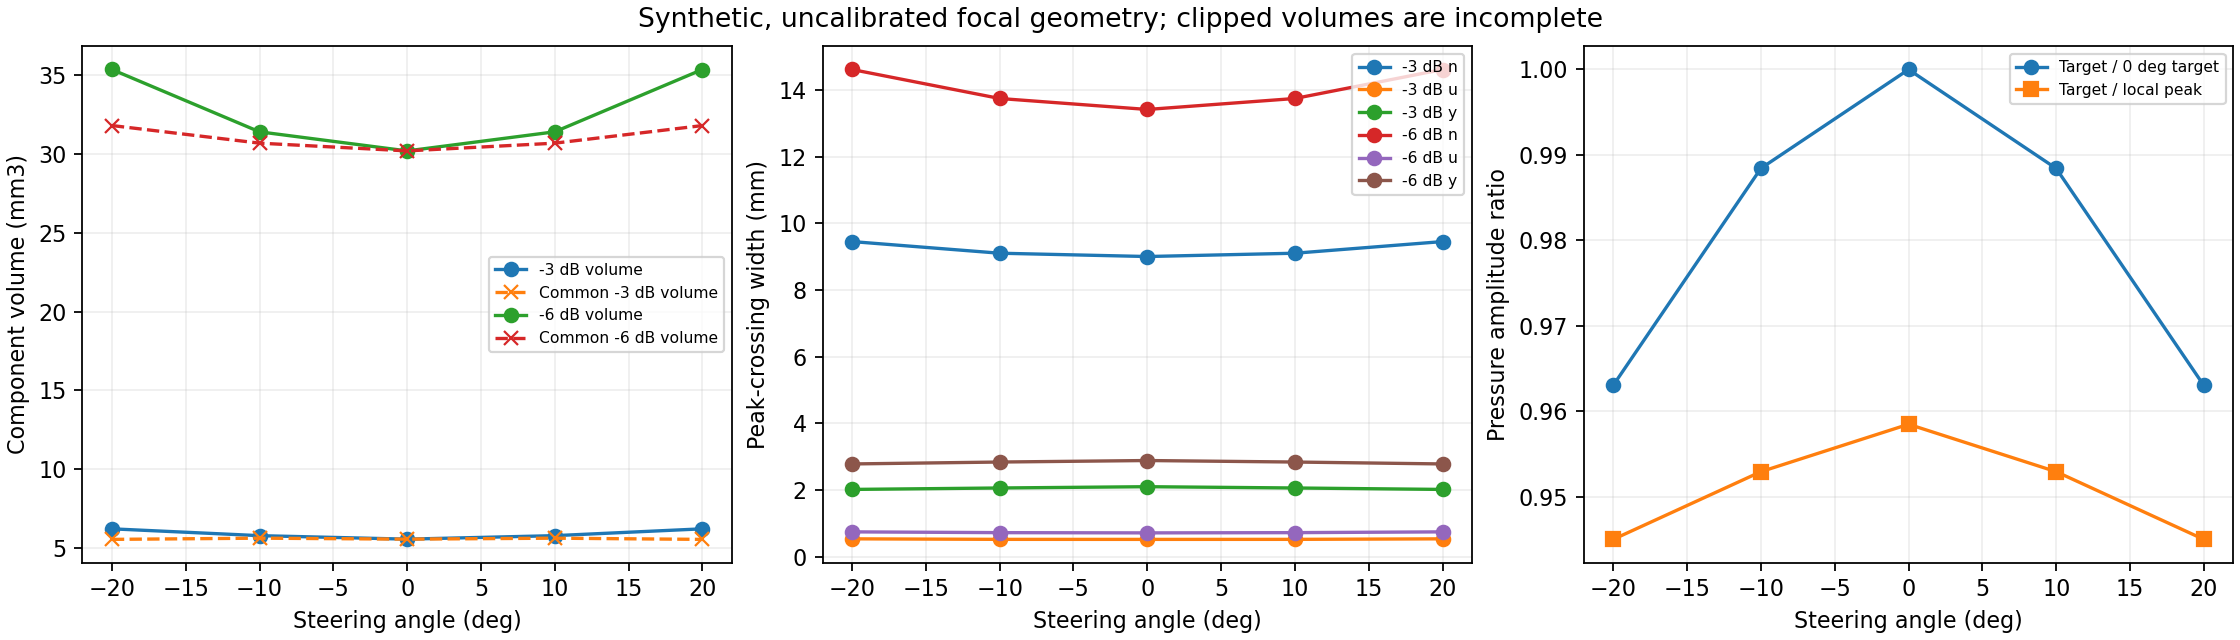 Synthetic, uncalibrated focal geometry; clipped volumes are incomplete
Component volume (mm3)
35
30
25
20
15
10
5
-3 dB volume
Common -3 dB volume
-6 dB volume
Common -6 dB volume
−20 −15 −10 −5 0 5 10 15 20
Steering angle (deg)
Peak-crossing width (mm)
14
12
10
8
6
4
2
0
-3 dB n
-3 dB u
-3 dB y
-6 dB n
-6 dB u
-6 dB y
−20 −15 −10 −5 0 5 10 15 20
Steering angle (deg)
Pressure amplitude ratio
1.00
0.99
0.98
0.97
0.96
0.95
Target / 0 deg target
Target / local peak
−20 −15 −10 −5 0 5 10 15 20
Steering angle (deg)